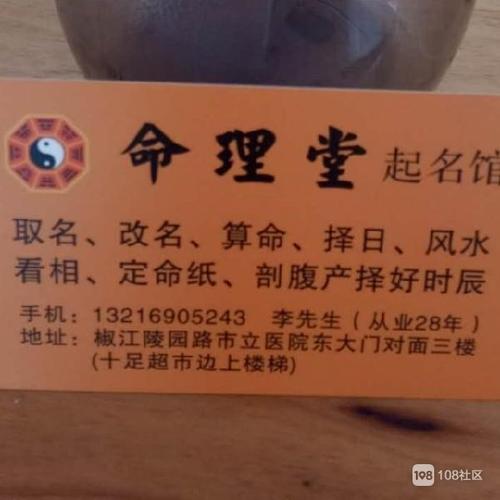 命理堂 起名馆
取名、改名、算命、择日、风水
看相、定命纸、剖腹产择好时辰
手机：13216905243 李先生（从业28年）
地址：椒江陵园路市立医院东大门对面三楼
(十足超市边上楼梯)
108 108社区